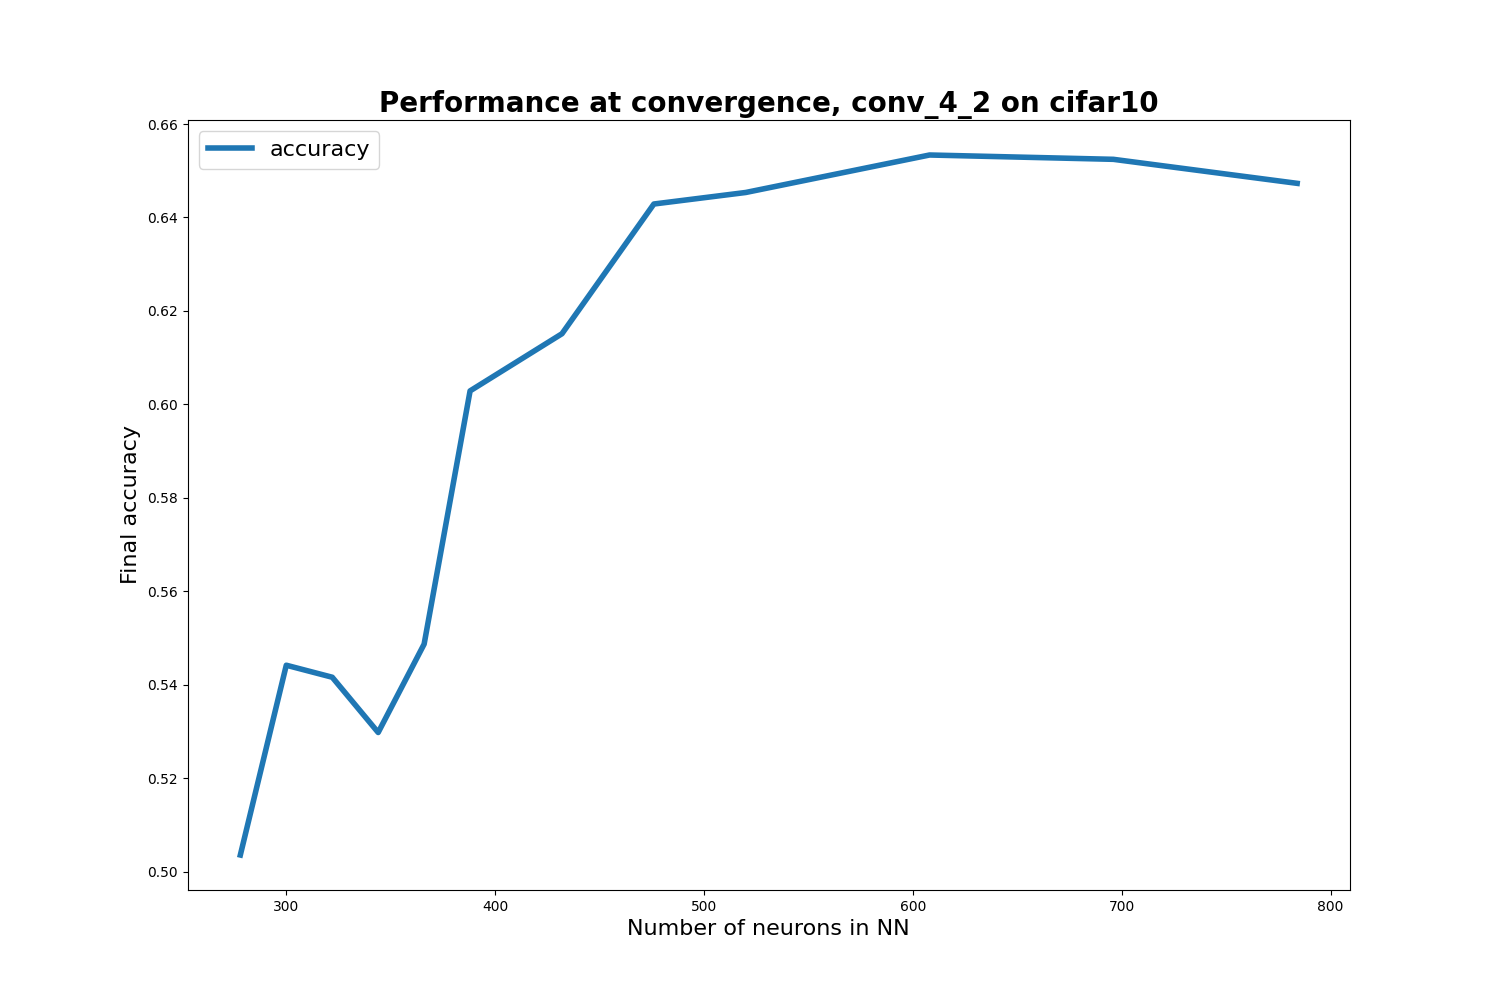 Performance at convergence, conv_4_2 on cifar10
accuracy
0.66
0.64
0.62
0.60
0.58
0.56
0.54
0.52
0.50
Final accuracy
300 400 500 600 700 800
Number of neurons in NN